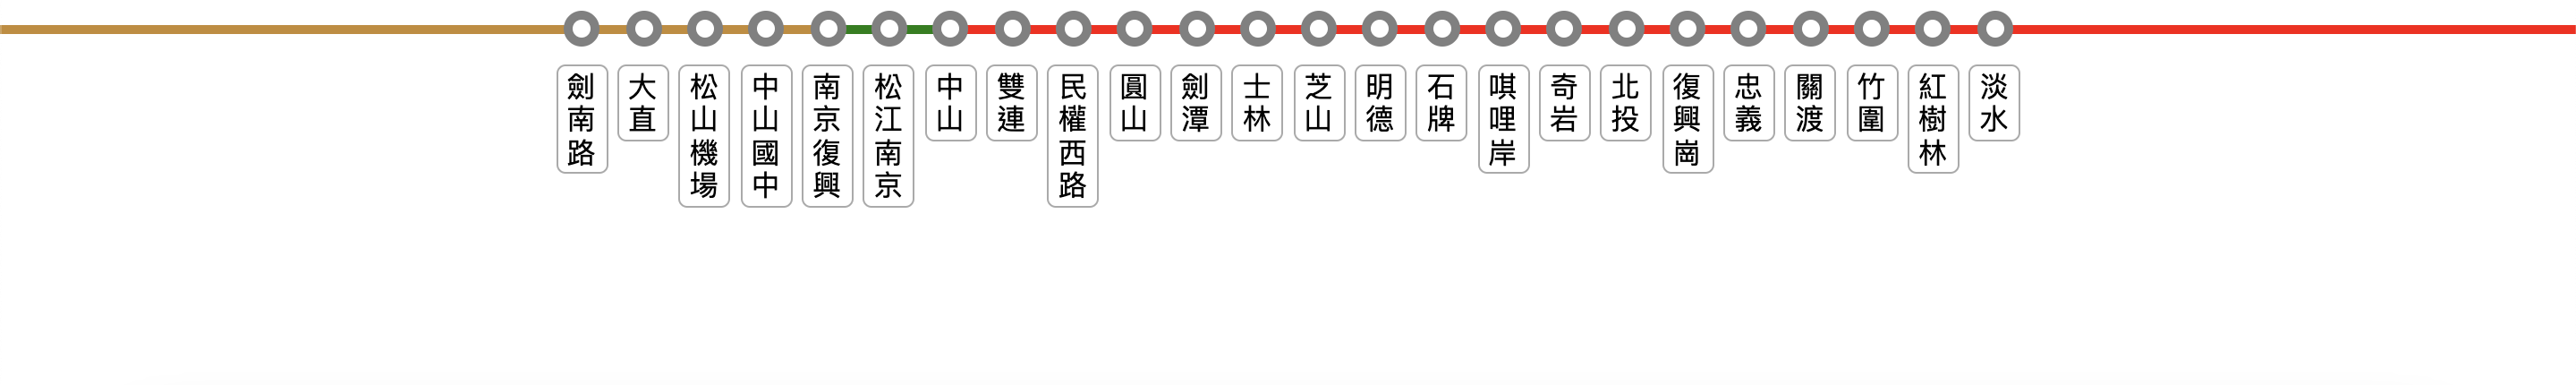 劍南路
大直
松山機場
中山國中
南京復興
松江南京
中山
雙連
民權西路
圓山
劍潭
士林
芝山
明德
石牌
唭哩岸
奇岩
北投
復興崗
忠義
關渡
竹圍
紅樹林
淡水